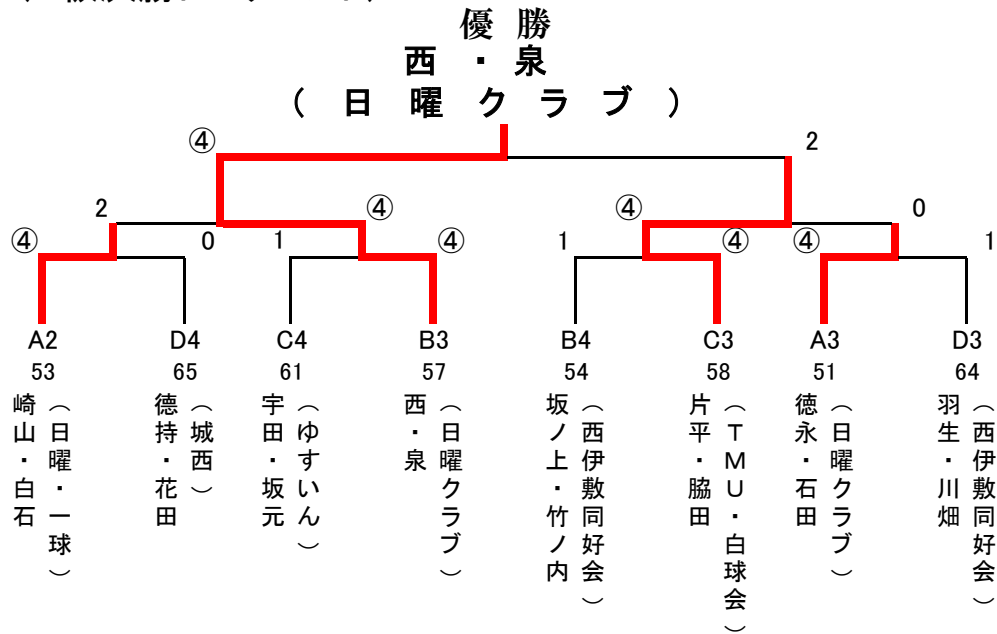 優勝
西・泉
(日曜クラブ)
④ 2
2 ④ ④ 0
④ 0 1 ④ 1 ④ ④ 1
A2 D4 C4 B3 B4 C3 A3 D3
53 65 61 57 54 58 51 64
崎山・白石
(日曜・一球)
德持・花田
(城西)
宇田・坂元
(ゆすいん)
西・泉
(日曜クラブ)
坂ノ上・竹ノ内
(西伊敷同好会)
片平・脇田
(TMU・白球会)
徳永・石田
(日曜クラブ)
羽生・川畑
(西伊敷同好会)